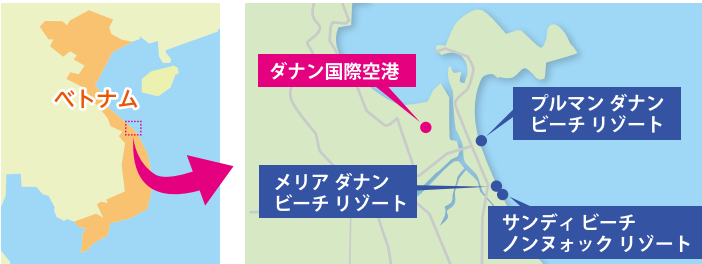 ベトナム
ダナン国際空港
プルマン ダナン
ビーチ リゾート
メリア ダナン
ビーチ リゾート
サンディ ビーチ
ノンヌォック リゾート